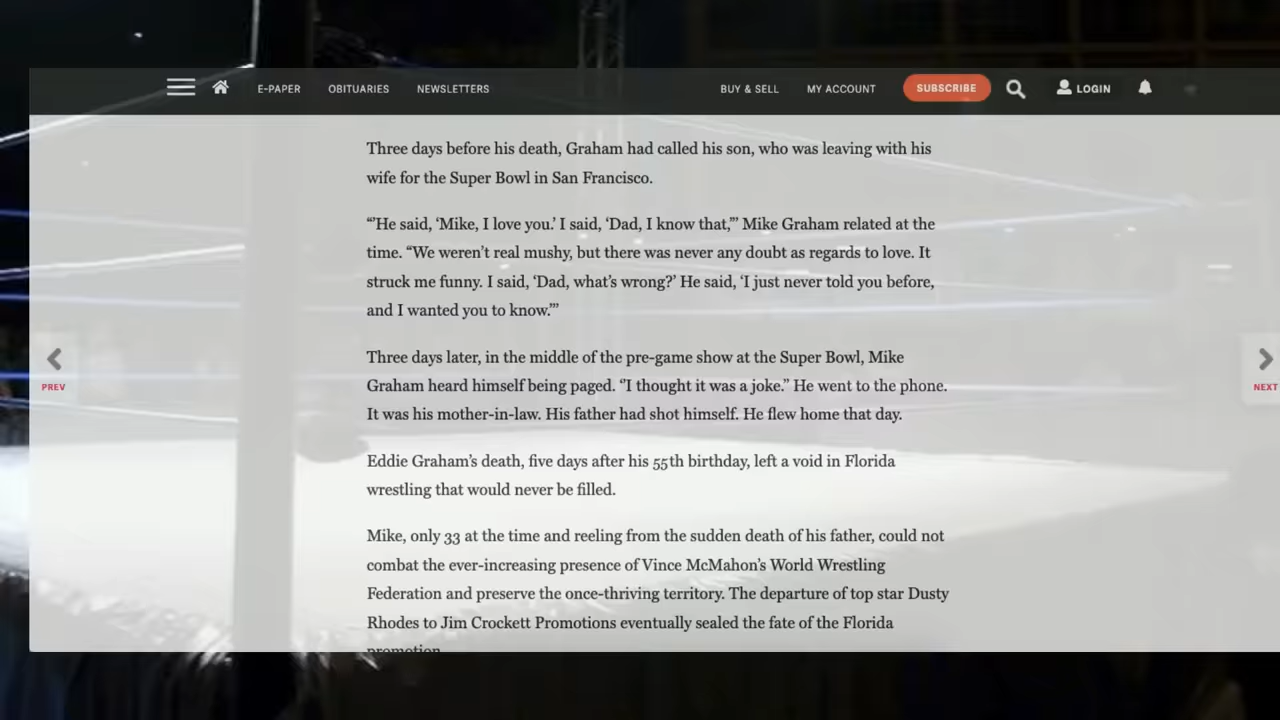 E-PAPER OBITUARIES NEWSLETTERS BUY & SELL MY ACCOUNT SUBSCRIBE LOGIN
Three days before his death, Graham had called his son, who was leaving with his
wife for the Super Bowl in San Francisco.
“’He said, ‘Mike, I love you.’ I said, ‘Dad, I know that,’” Mike Graham related at the
time. “We weren’t real mushy, but there was never any doubt as regards to love. It
struck me funny. I said, ‘Dad, what’s wrong?’ He said, ‘I just never told you before,
and I wanted you to know.’”
Three days later, in the middle of the pre-game show at the Super Bowl, Mike
Graham heard himself being paged. “I thought it was a joke.” He went to the phone.
It was his mother-in-law. His father had shot himself. He flew home that day.
PREV
NEXT
Eddie Graham’s death, five days after his 55th birthday, left a void in Florida
wrestling that would never be filled.
Mike, only 33 at the time and reeling from the sudden death of his father, could not
combat the ever-increasing presence of Vince McMahon’s World Wrestling
Federation and preserve the once-thriving territory. The departure of top star Dusty
Rhodes to Jim Crockett Promotions eventually sealed the fate of the Florida
promotion